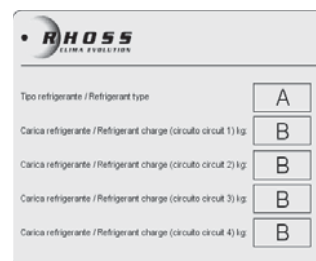 RHOSS
CLIMA EVOLUTION
Tipo refrigerante / Refrigerant type A
Carica refrigerante / Refrigerant charge (circuito circuit 1) kg: B
Carica refrigerante / Refrigerant charge (circuito circuit 2) kg: B
Carica refrigerante / Refrigerant charge (circuito circuit 3) kg: B
Carica refrigerante / Refrigerant charge (circuito circuit 4) kg: B